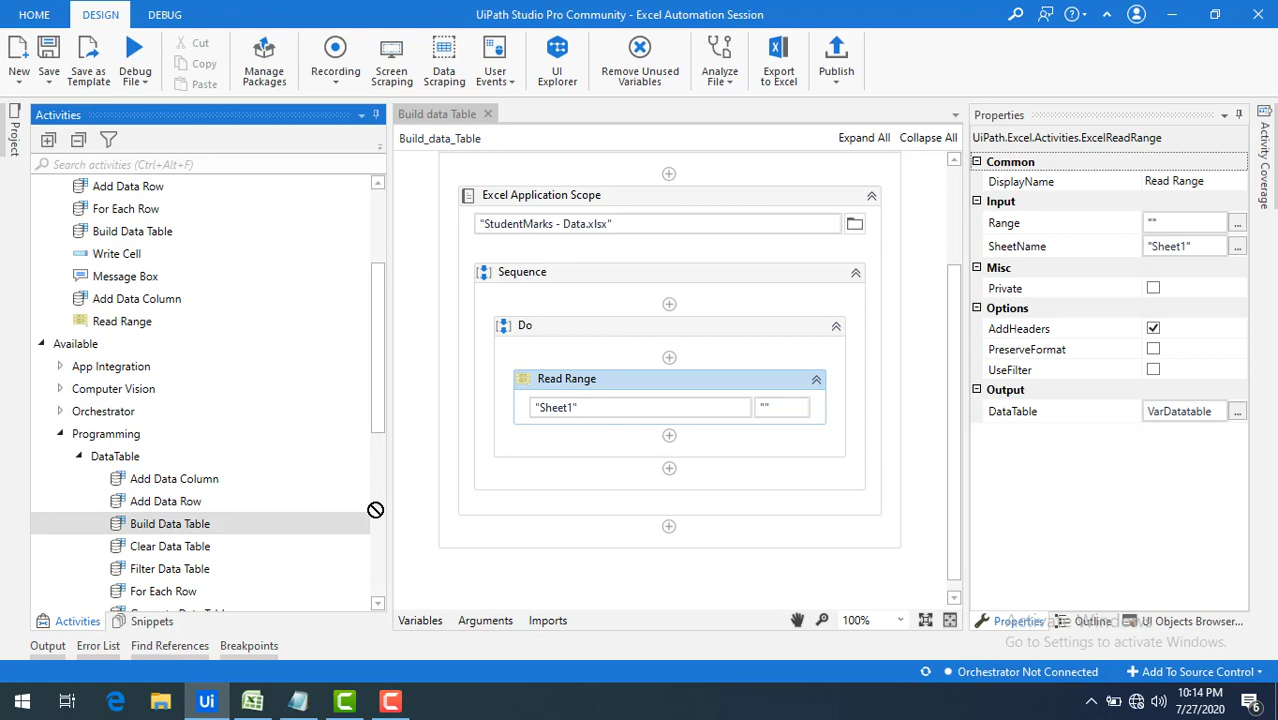 HOME
DESIGN
DEBUG
UiPath Studio Pro Community - Excel Automation Session
New
Save
Save as Template
Debug File
Cut
Copy
Paste
Manage Packages
Recording
Screen Scraping
Data Scraping
User Events
UI Explorer
Remove Unused Variables
Analyze File
Export to Excel
Publish
Project
Activities
Search activities (Ctrl+Alt+F)
Add Data Row
For Each Row
Build Data Table
Write Cell
Message Box
Add Data Column
Read Range
Available
App Integration
Computer Vision
Orchestrator
Programming
DataTable
Add Data Column
Add Data Row
Build Data Table
Clear Data Table
Filter Data Table
For Each Row
Activities
Snippets
Build data Table
Build_data_Table
Expand All
Collapse All
Excel Application Scope
"StudentMarks - Data.xlsx"
Sequence
Do
Read Range
"Sheet1"
""
Variables
Arguments
Imports
100%
Properties
UiPath.Excel.Activities.ExcelReadRange
Common
DisplayName
Read Range
Input
Range
""
...
SheetName
"Sheet1"
...
Misc
Private
Options
AddHeaders
PreserveFormat
UseFilter
Output
DataTable
VarDatatable
...
Activity Coverage
Properties
Outline
UI Objects Browser...
Activate Windows
Go to Settings to activate Windows.
Output
Error List
Find References
Breakpoints
Orchestrator Not Connected
Add To Source Control
Ui
10:14 PM
7/27/2020
6